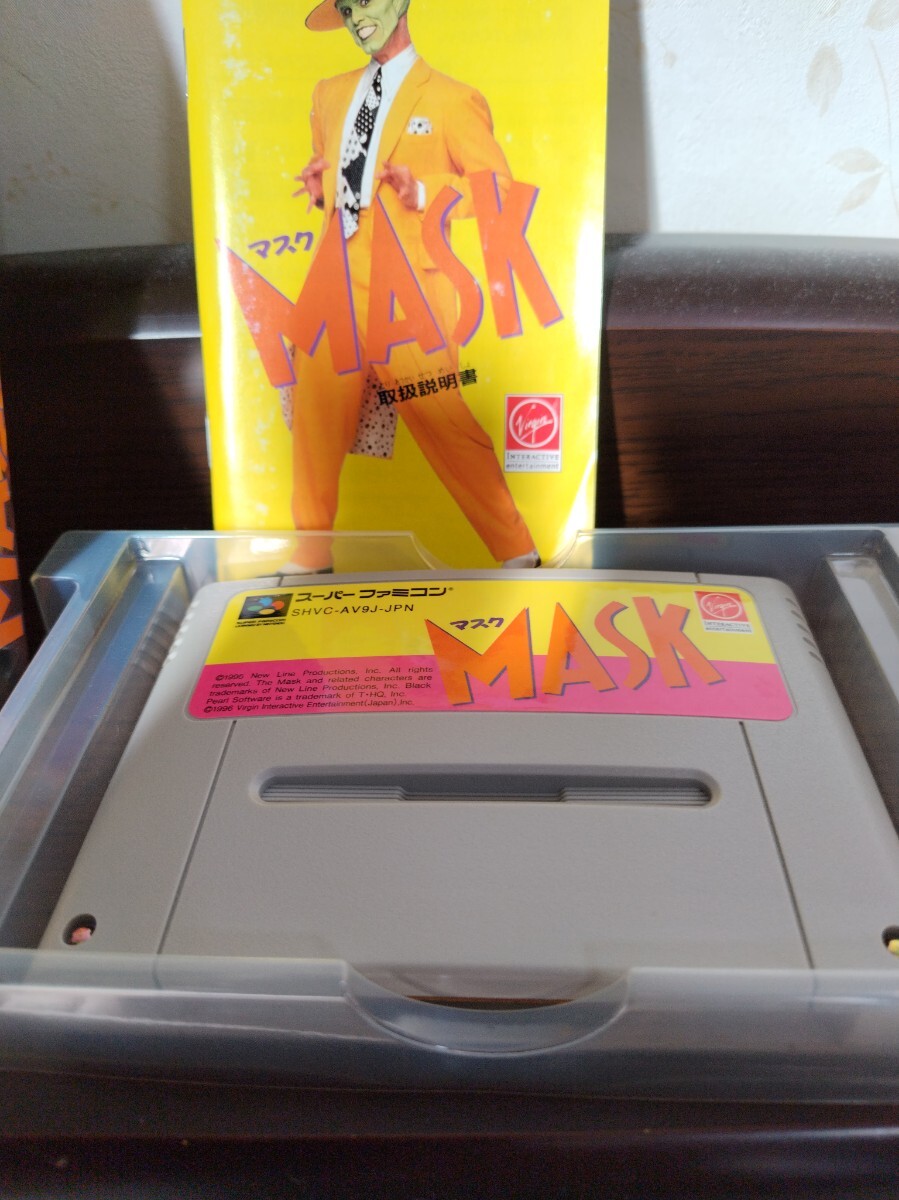 マスク
MASK
取扱説明書
Virgin
INTERACTIVE
entertainment
スーパーファミコン®
SHVC-AV9J-JPN
マスク
MASK
Virgin
INTERACTIVE
entertainment
©1995 New Line Productions, Inc. All rights
reserved. The Mask and related characters are
trademarks of New Line Productions, Inc. Black
Pearl Software is a trademark of T·HQ, Inc.
©1996 Virgin Interactive Entertainment(Japan),Inc.